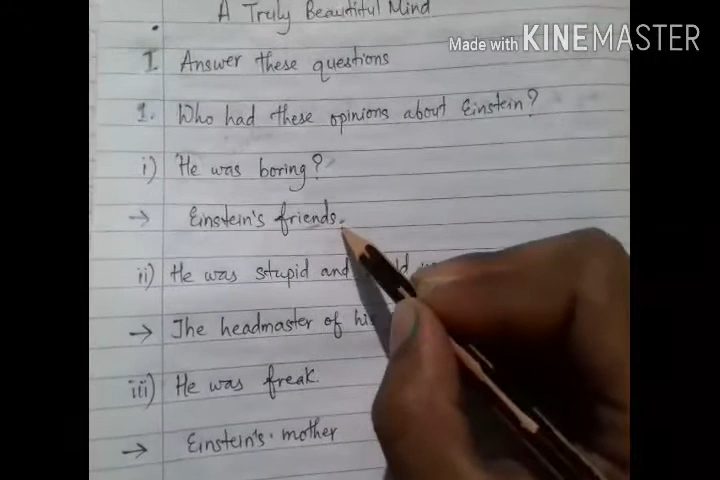 A Truly Beautiful Mind
Made with KINEMASTER
I. Answer these questions
1. Who had these opinions about Einstein?
i) He was boring?
→ Einstein's friends.
ii) He was stupid and
→ The headmaster of his
iii) He was freak.
→ Einstein's mother